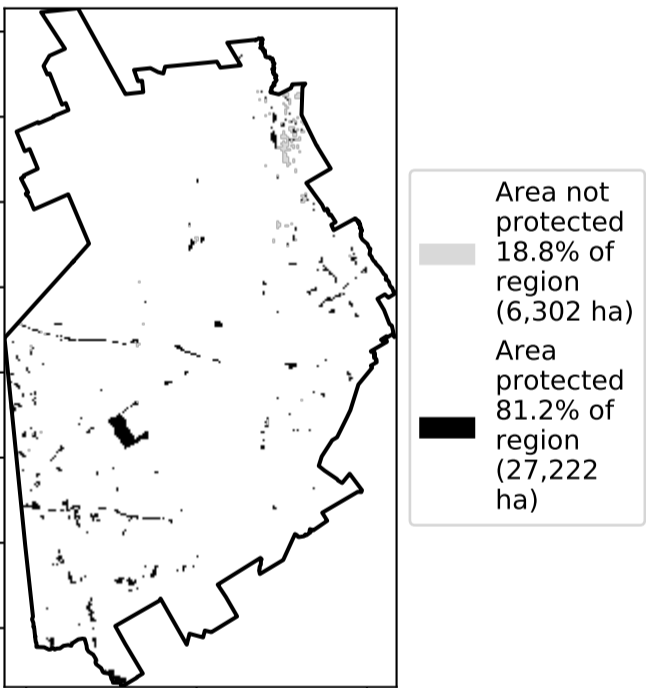 Area not
protected
18.8% of
region
(6,302 ha)
Area
protected
81.2% of
region
(27,222
ha)